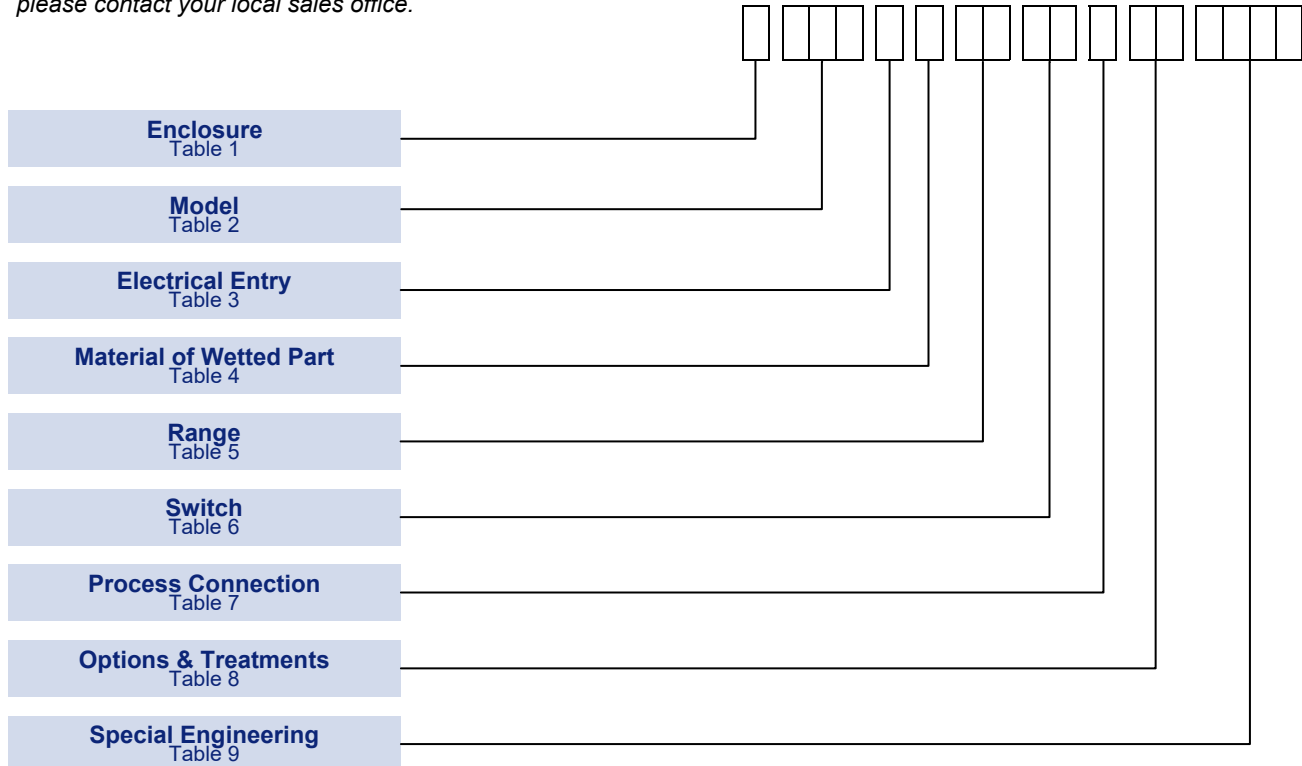 please contact your local sales office.
Enclosure
Table 1
Model
Table 2
Electrical Entry
Table 3
Material of Wetted Part
Table 4
Range
Table 5
Switch
Table 6
Process Connection
Table 7
Options & Treatments
Table 8
Special Engineering
Table 9